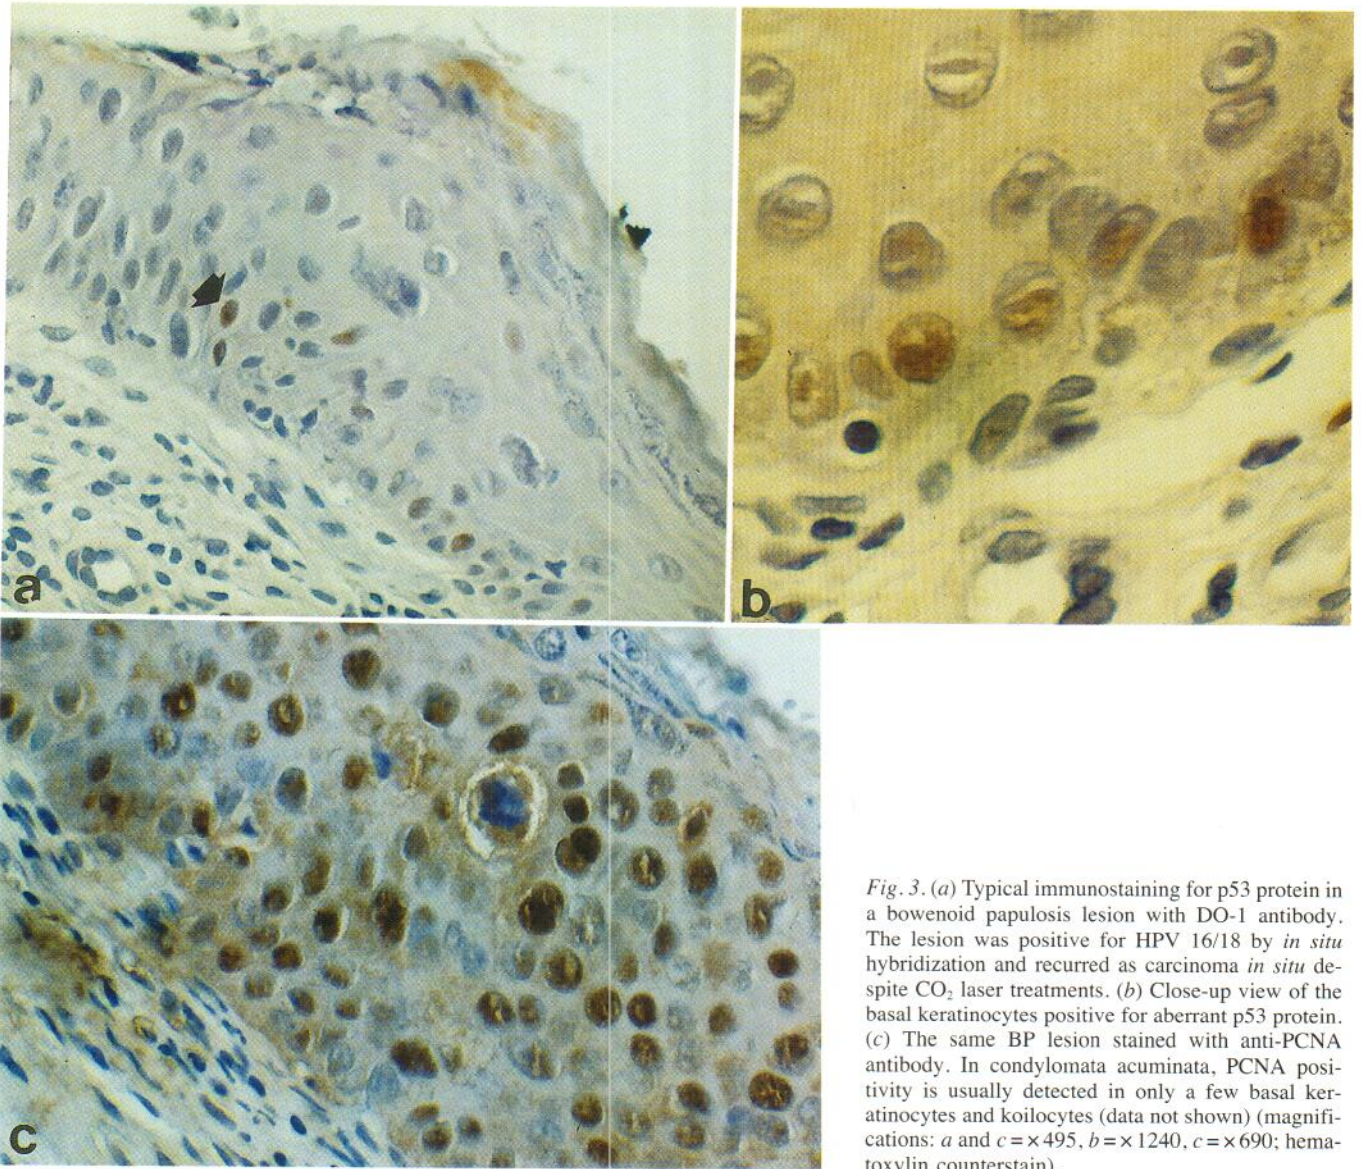 a
b
c
Fig. 3. (a) Typical immunostaining for p53 protein in
a bowenoid papulosis lesion with DO-1 antibody.
The lesion was positive for HPV 16/18 by in situ
hybridization and recurred as carcinoma in situ de-
spite CO₂ laser treatments. (b) Close-up view of the
basal keratinocytes positive for aberrant p53 protein.
(c) The same BP lesion stained with anti-PCNA
antibody. In condylomata acuminata, PCNA posi-
tivity is usually detected in only a few basal ker-
atinocytes and koilocytes (data not shown) (magnifi-
cations: a and c = × 495, b = × 1240, c = × 690; hema-
toxylin counterstain)